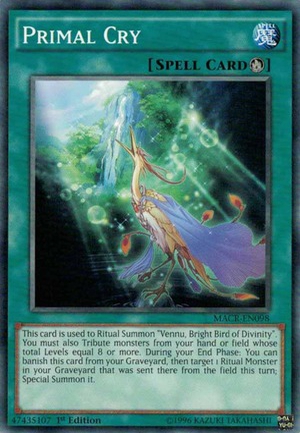 Primal Cry
SPELL
[Spell Card]
MACR-EN098
This card is used to Ritual Summon "Vennu, Bright Bird of Divinity".
You must also Tribute monsters from your hand or field whose
total Levels equal 8 or more. During your End Phase: You can
banish this card from your Graveyard, then target 1 Ritual Monster
in your Graveyard that was sent there from the field this turn;
Special Summon it.
47435107 1st Edition
©1996 KAZUKI TAKAHASHI